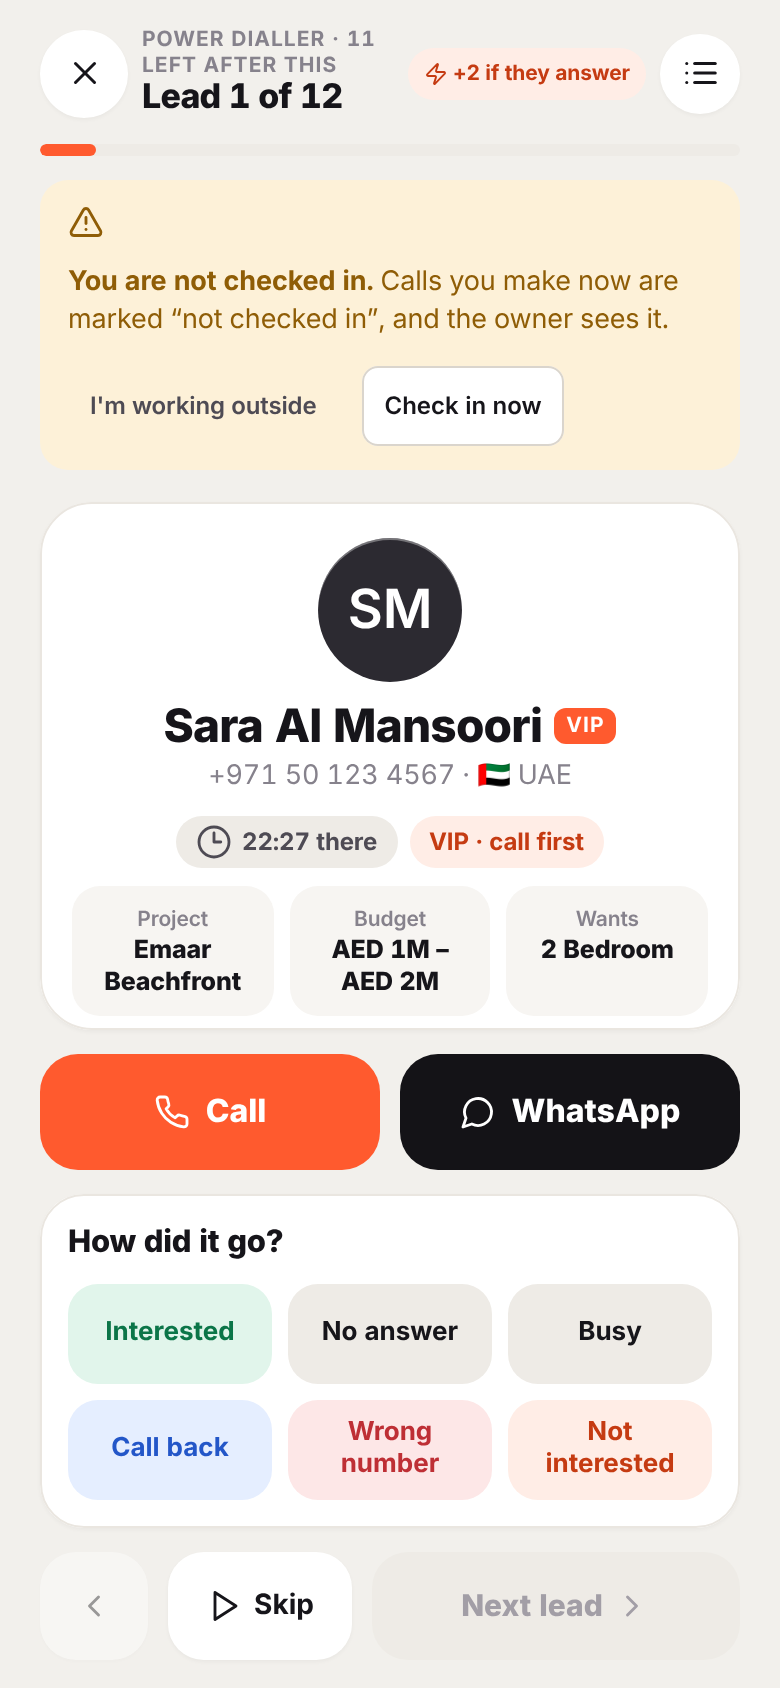 POWER DIALLER · 11
LEFT AFTER THIS
Lead 1 of 12
+2 if they answer
You are not checked in. Calls you make now are
marked “not checked in”, and the owner sees it.
I'm working outside
Check in now
SM
Sara Al Mansoori VIP
+971 50 123 4567 · 🇦🇪 UAE
22:27 there
VIP · call first
Project
Emaar
Beachfront
Budget
AED 1M –
AED 2M
Wants
2 Bedroom
Call
WhatsApp
How did it go?
Interested
No answer
Busy
Call back
Wrong
number
Not
interested
Skip
Next lead